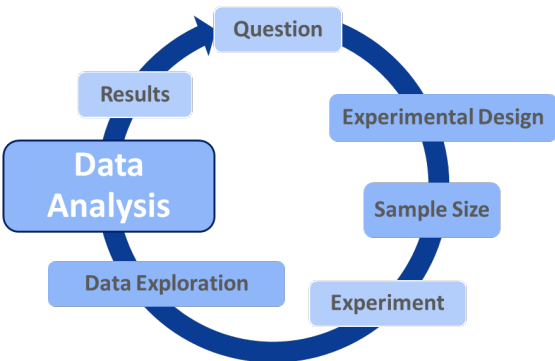 Question
Experimental Design
Sample Size
Experiment
Data Exploration
Data
Analysis
Results